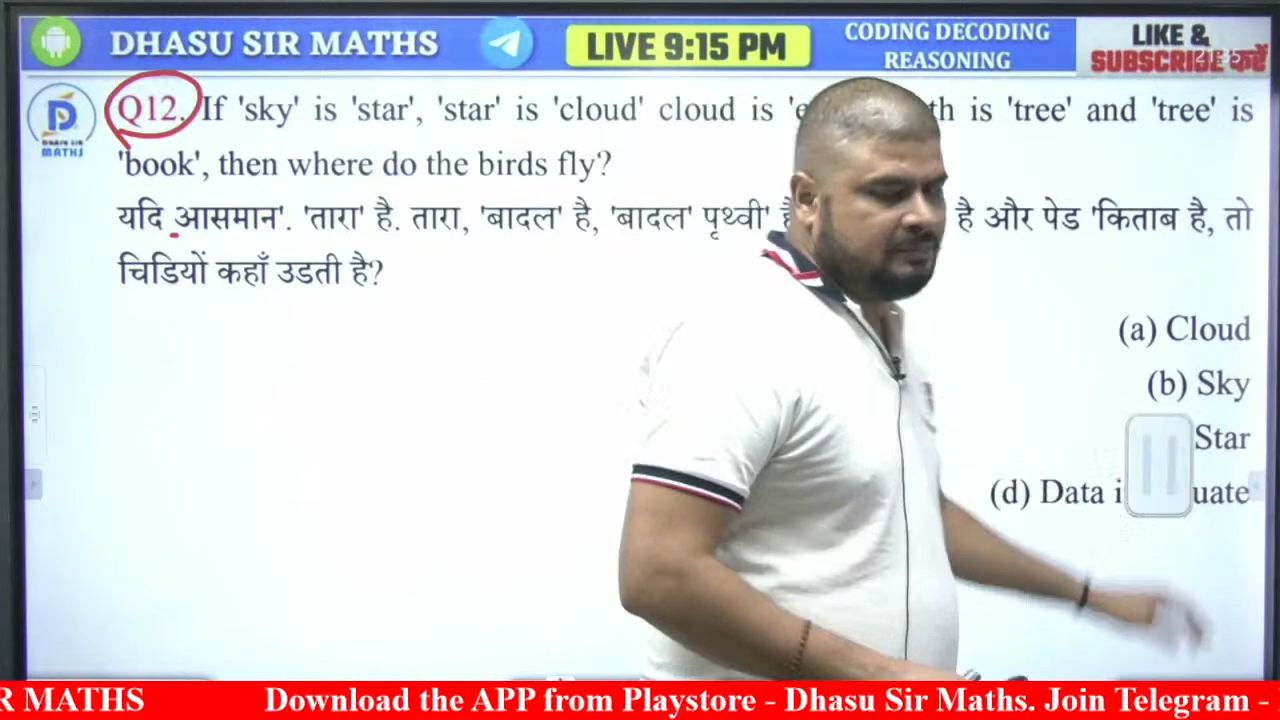 DHASU SIR MATHS
LIVE 9:15 PM
CODING DECODING
REASONING
LIKE &
SUBSCRIBE करें
DHASU SIR
MATHS
Q12. If 'sky' is 'star', 'star' is 'cloud' cloud is is 'tree' and 'tree' is
'book', then where do the birds fly?
यदि आसमान'. 'तारा' है. तारा, 'बादल' है, 'बादल' पृथ्वी' है और पेड 'किताब है, तो
चिडियों कहाँ उडती है?
(a) Cloud
(b) Sky
Star
(d) Data
R MATHS Download the APP from Playstore - Dhasu Sir Maths. Join Telegram -